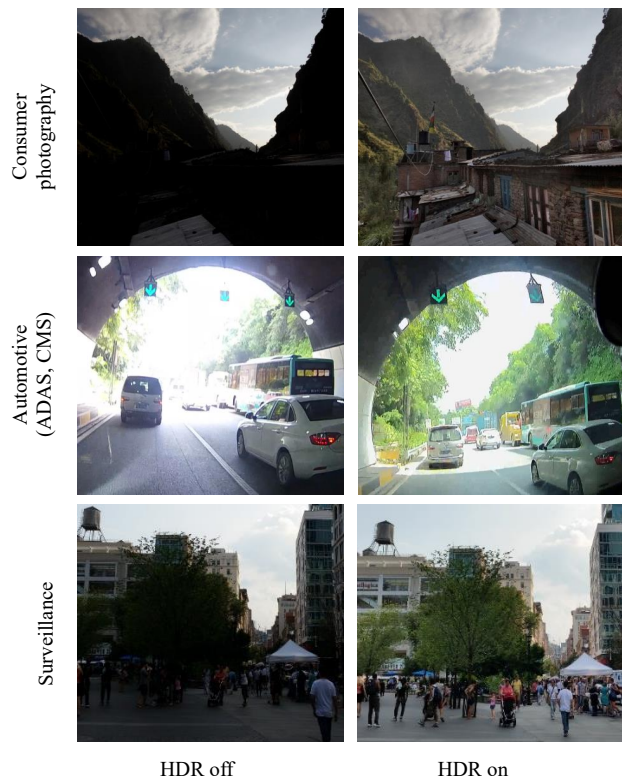 Consumer
photography
Automotive
(ADAS, CMS)
Surveillance
HDR off
HDR on